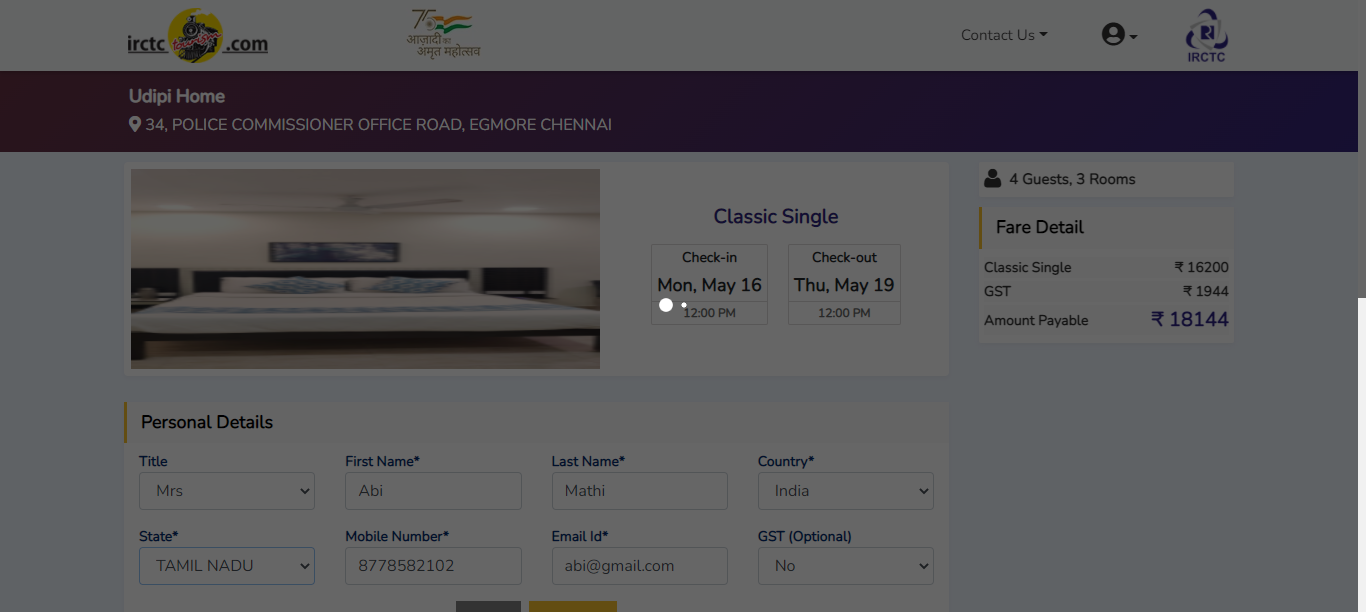 irctc tourism .com
75
आज़ादी का
अमृत महोत्सव
Contact Us
IRCTC
Udipi Home
34, POLICE COMMISSIONER OFFICE ROAD, EGMORE CHENNAI
4 Guests, 3 Rooms
Classic Single
Check-in
Mon, May 16
12:00 PM
Check-out
Thu, May 19
12:00 PM
Fare Detail
Classic Single ₹ 16200
GST ₹ 1944
Amount Payable ₹ 18144
Personal Details
Title First Name* Last Name* Country*
Mrs Abi Mathi India
State* Mobile Number* Email Id* GST (Optional)
TAMIL NADU 8778582102 abi@gmail.com No